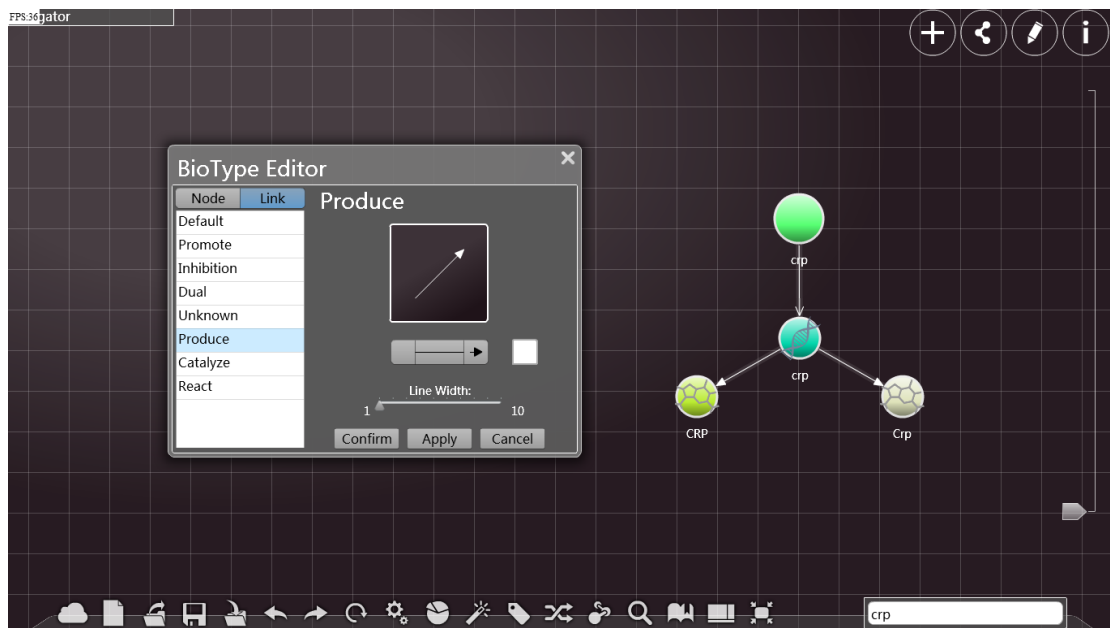 FPS:36
gator
BioType Editor
Node Link
Default
Promote
Inhibition
Dual
Unknown
Produce
Catalyze
React
Produce
Line Width:
1 10
Confirm Apply Cancel
crp
crp
CRP
Crp
crp